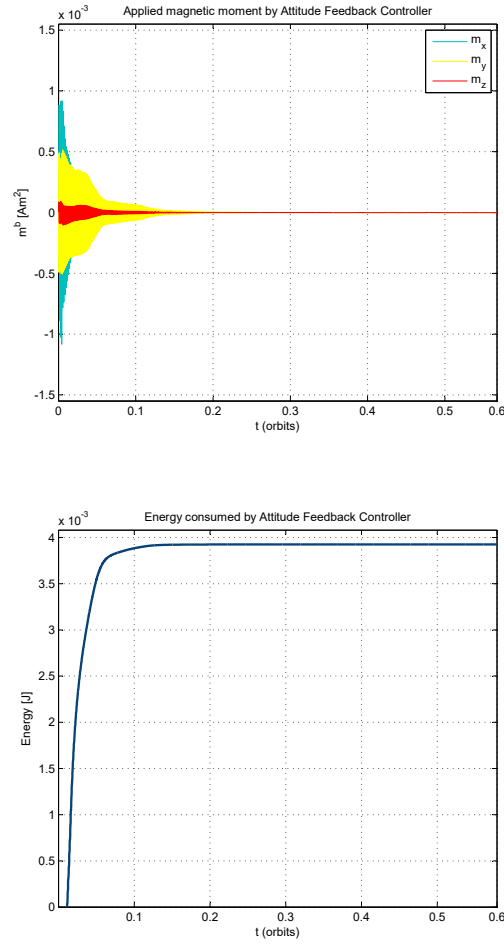 Applied magnetic moment by Attitude Feedback Controller
x 10^-3
1.5
1
0.5
0
-0.5
-1
-1.5
m^b [Am^2]
m_x
m_y
m_z
0 0.1 0.2 0.3 0.4 0.5 0.6
t (orbits)
Energy consumed by Attitude Feedback Controller
x 10^-3
4
3.5
3
2.5
2
1.5
1
0.5
0
Energy [J]
0.1 0.2 0.3 0.4 0.5 0.6
t (orbits)